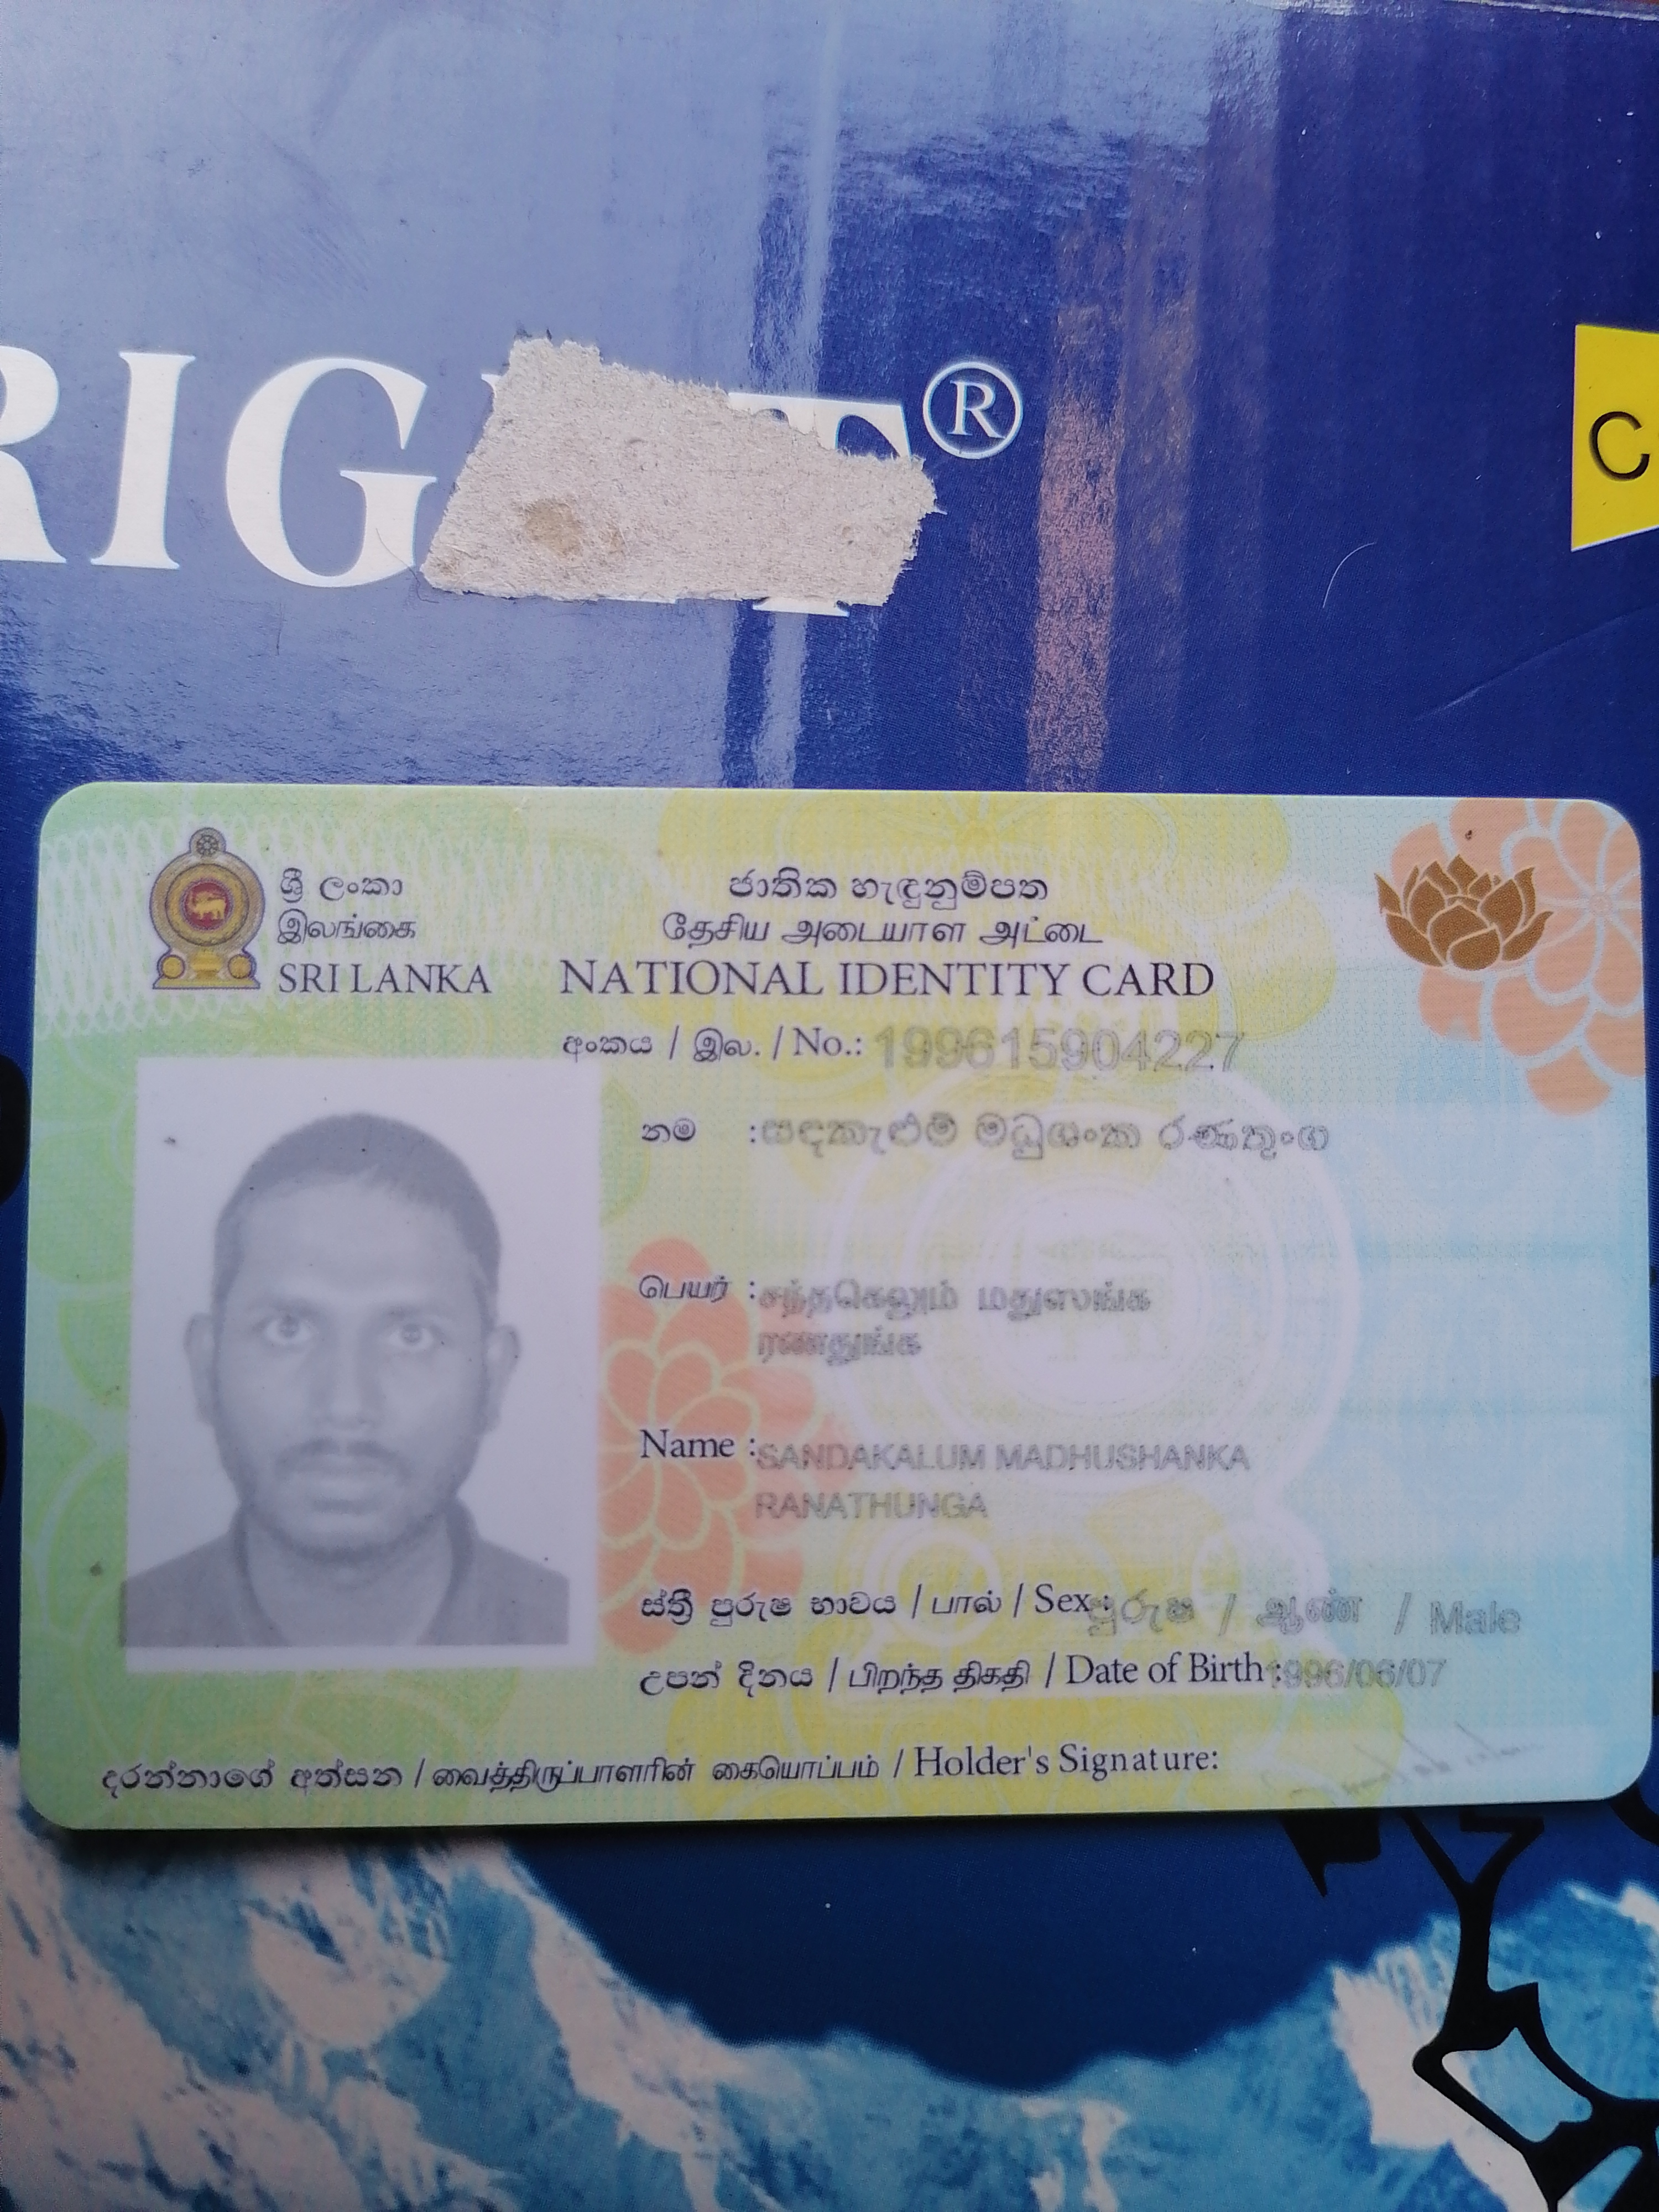 RIG T®
C
ශ්‍රී ලංකා
இலங்கை
SRI LANKA
ජාතික හැඳුනුම්පත
தேசிய அடையாள அட்டை
NATIONAL IDENTITY CARD
අංකය / இல. / No.: 199615904227
නම : සඳකැළුම් මධුශංක රණතුංග
பெயர் : சந்தகெலும் மதுஸங்க
ரணதுங்க
Name : SANDAKALUM MADHUSHANKA
RANATHUNGA
ස්ත්‍රී පුරුෂ භාවය / பால் / Sex : පුරුෂ / ஆண் / Male
උපන් දිනය / பிறந்த திகதி / Date of Birth : 1996/06/07
දරන්නාගේ අත්සන / வைத்திருப்பாளரின் கையொப்பம் / Holder's Signature: